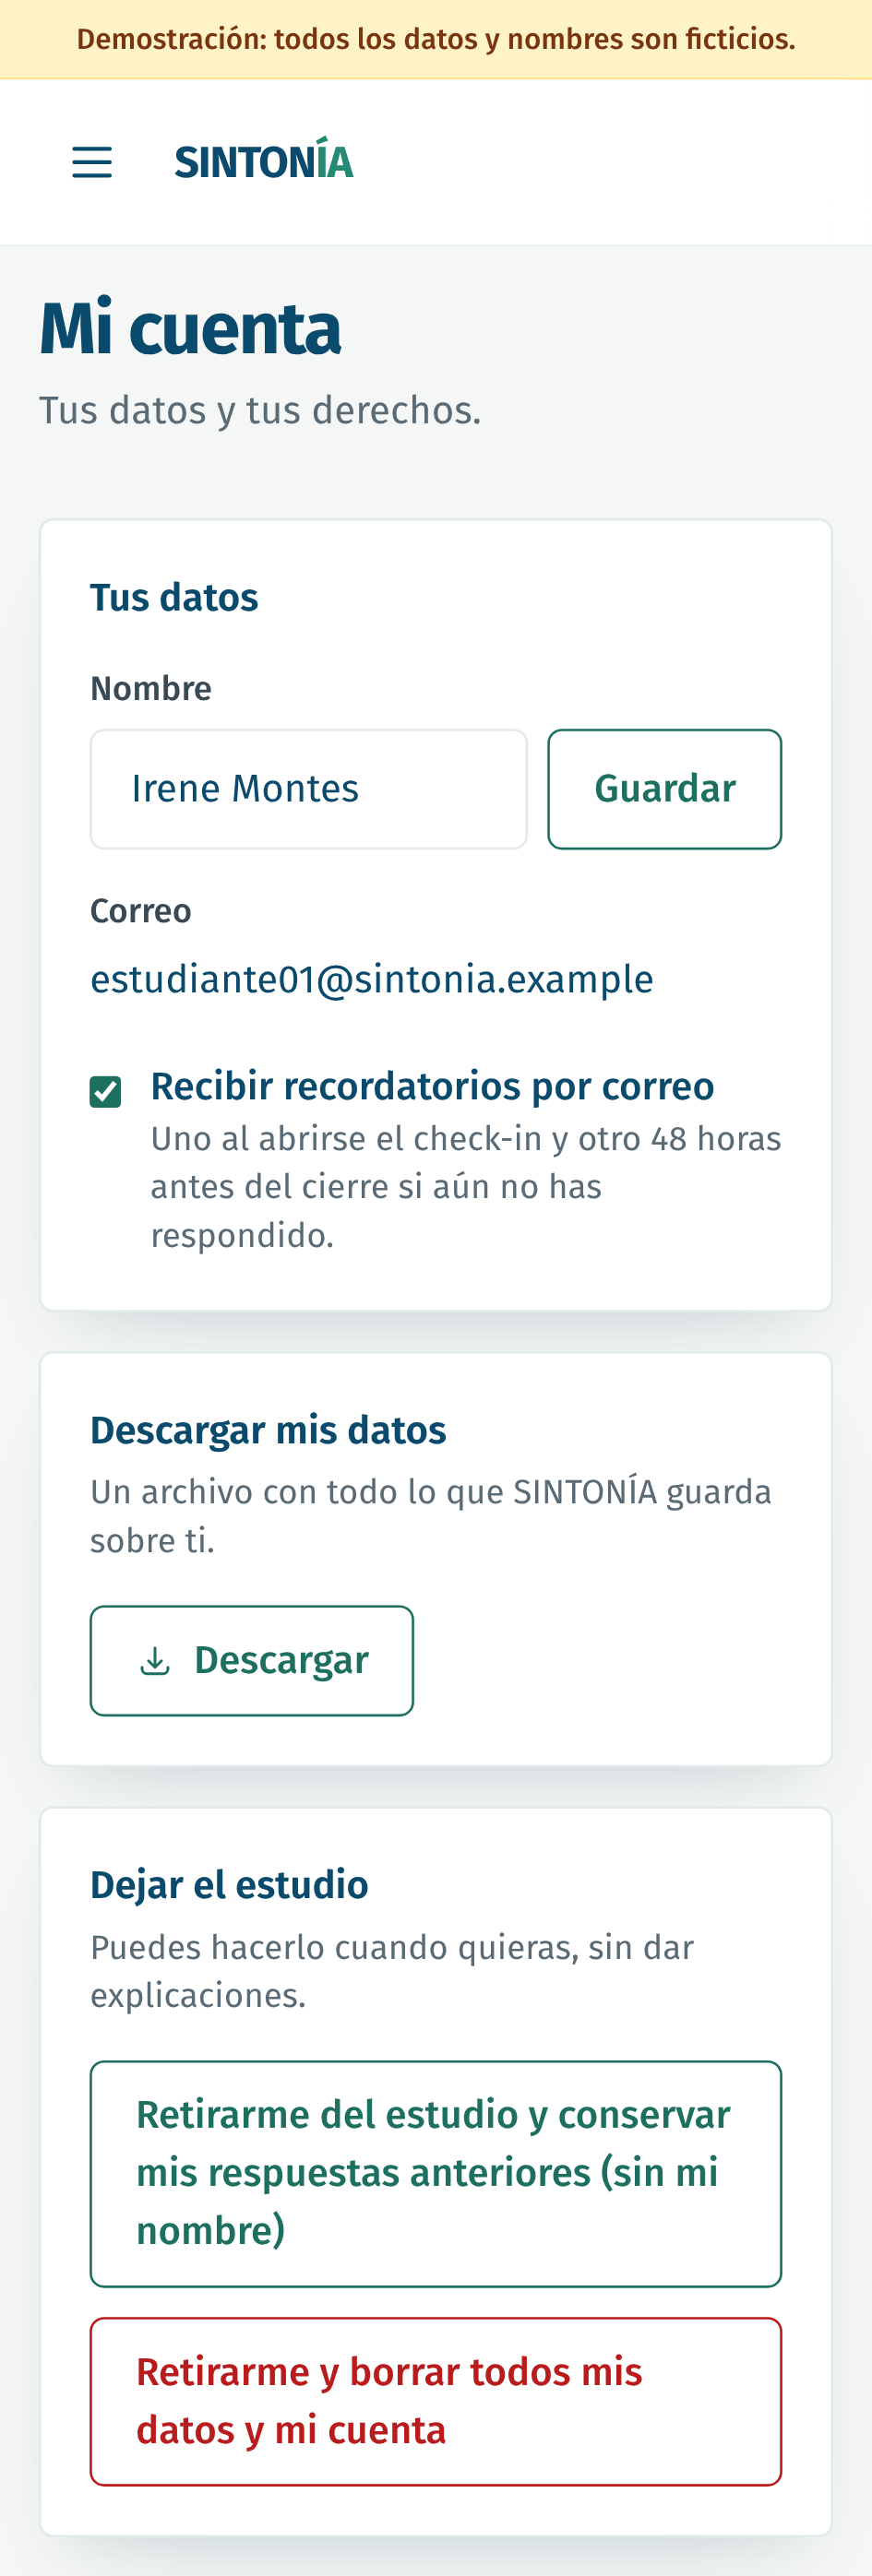 Demostración: todos los datos y nombres son ficticios.
SINTONÍA
Mi cuenta
Tus datos y tus derechos.
Tus datos
Nombre
Irene Montes
Guardar
Correo
estudiante01@sintonia.example
Recibir recordatorios por correo
Uno al abrirse el check-in y otro 48 horas
antes del cierre si aún no has
respondido.
Descargar mis datos
Un archivo con todo lo que SINTONÍA guarda
sobre ti.
Descargar
Dejar el estudio
Puedes hacerlo cuando quieras, sin dar
explicaciones.
Retirarme del estudio y conservar
mis respuestas anteriores (sin mi
nombre)
Retirarme y borrar todos mis
datos y mi cuenta